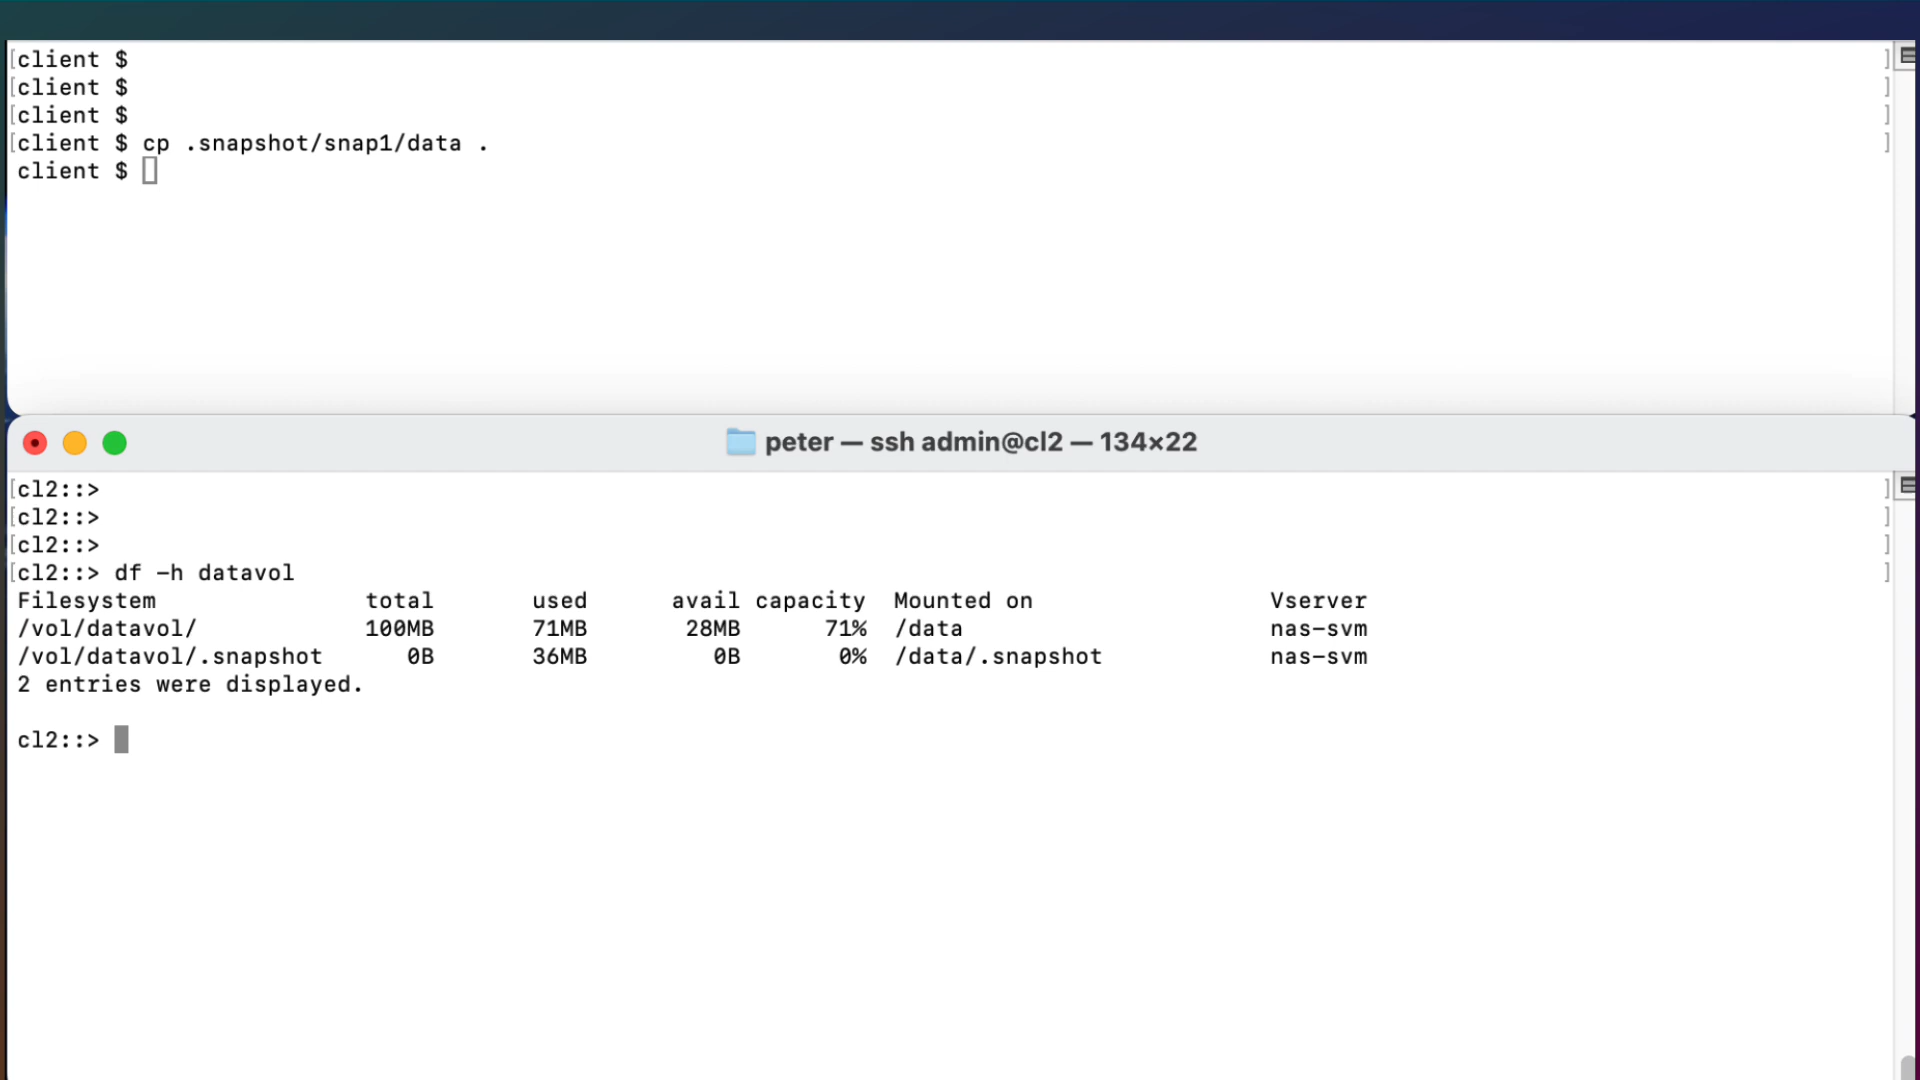 [client $ ]
[client $ ]
[client $ ]
[client $ cp .snapshot/snap1/data . ]
client $
peter — ssh admin@cl2 — 134×22
[cl2::> ]
[cl2::> ]
[cl2::> ]
[cl2::> df -h datavol ]
Filesystem total used avail capacity Mounted on Vserver
/vol/datavol/ 100MB 71MB 28MB 71% /data nas-svm
/vol/datavol/.snapshot 0B 36MB 0B 0% /data/.snapshot nas-svm
2 entries were displayed.
cl2::>